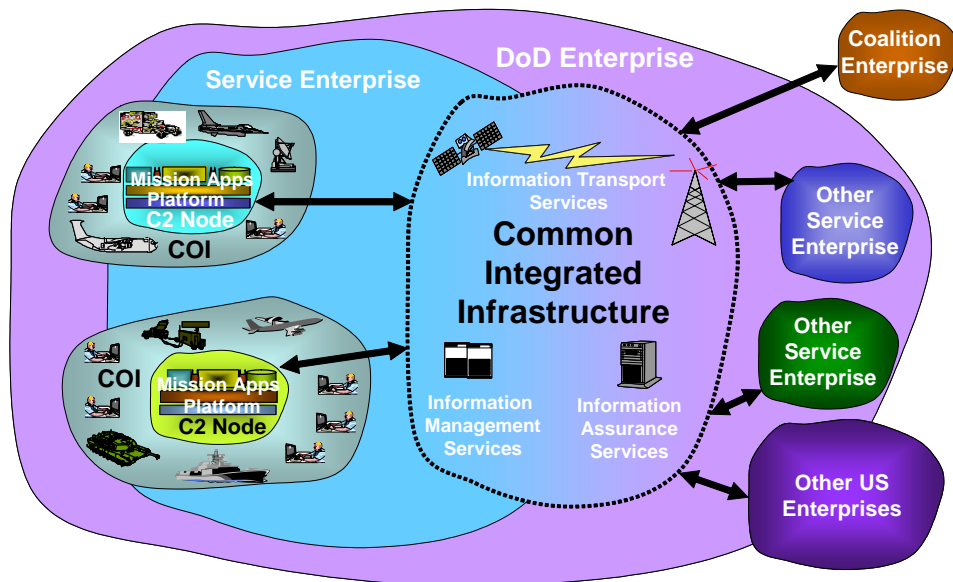 DoD Enterprise
Service Enterprise
Coalition
Enterprise
Mission Apps
Platform
C2 Node
COI
Information Transport
Services
Common
Integrated
Infrastructure
Other
Service
Enterprise
COI
Mission Apps
Platform
C2 Node
Information
Management
Services
Information
Assurance
Services
Other
Service
Enterprise
Other US
Enterprises